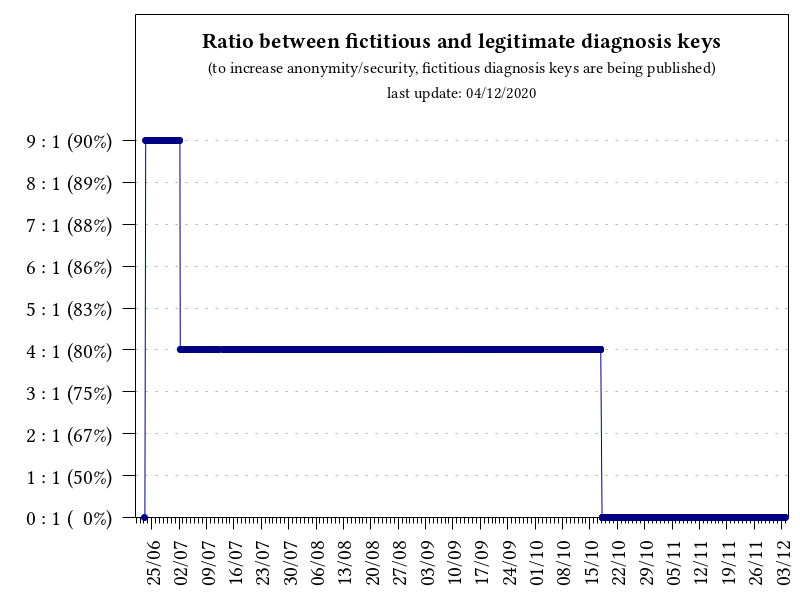 Ratio between fictitious and legitimate diagnosis keys
(to increase anonymity/security, fictitious diagnosis keys are being published)
last update: 04/12/2020
9 : 1 (90%)
8 : 1 (89%)
7 : 1 (88%)
6 : 1 (86%)
5 : 1 (83%)
4 : 1 (80%)
3 : 1 (75%)
2 : 1 (67%)
1 : 1 (50%)
0 : 1 (  0%)
25/06
02/07
09/07
16/07
23/07
30/07
06/08
13/08
20/08
27/08
03/09
10/09
17/09
24/09
01/10
08/10
15/10
22/10
29/10
05/11
12/11
19/11
26/11
03/12